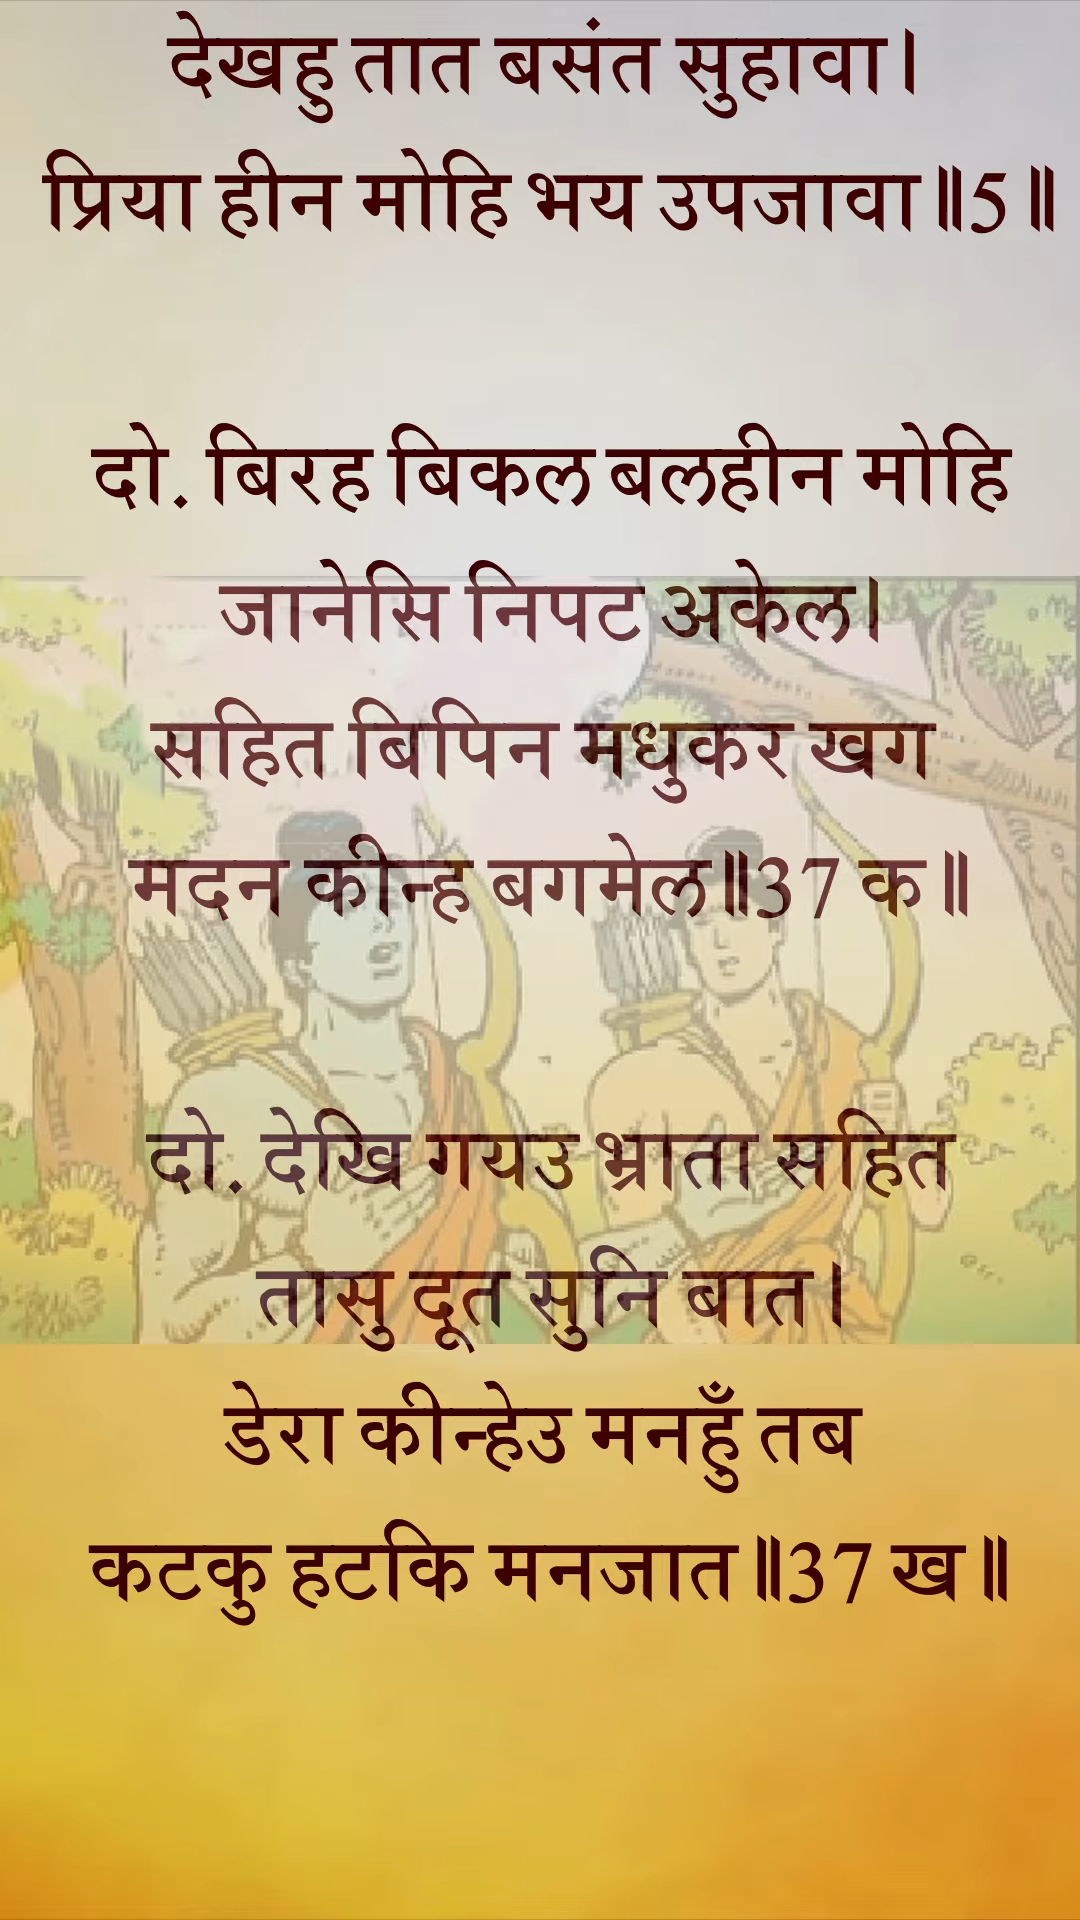 देखहु तात बसंत सुहावा।
प्रिया हीन मोहि भय उपजावा॥5॥
दो. बिरह बिकल बलहीन मोहि
जानेसि निपट अकेल।
सहित बिपिन मधुकर खग
मदन कीन्ह बगमेल॥37 क॥
दो. देखि गयउ भ्राता सहित
तासु दूत सुनि बात।
डेरा कीन्हेउ मनहुँ तब
कटकु हटकि मनजात॥37 ख॥